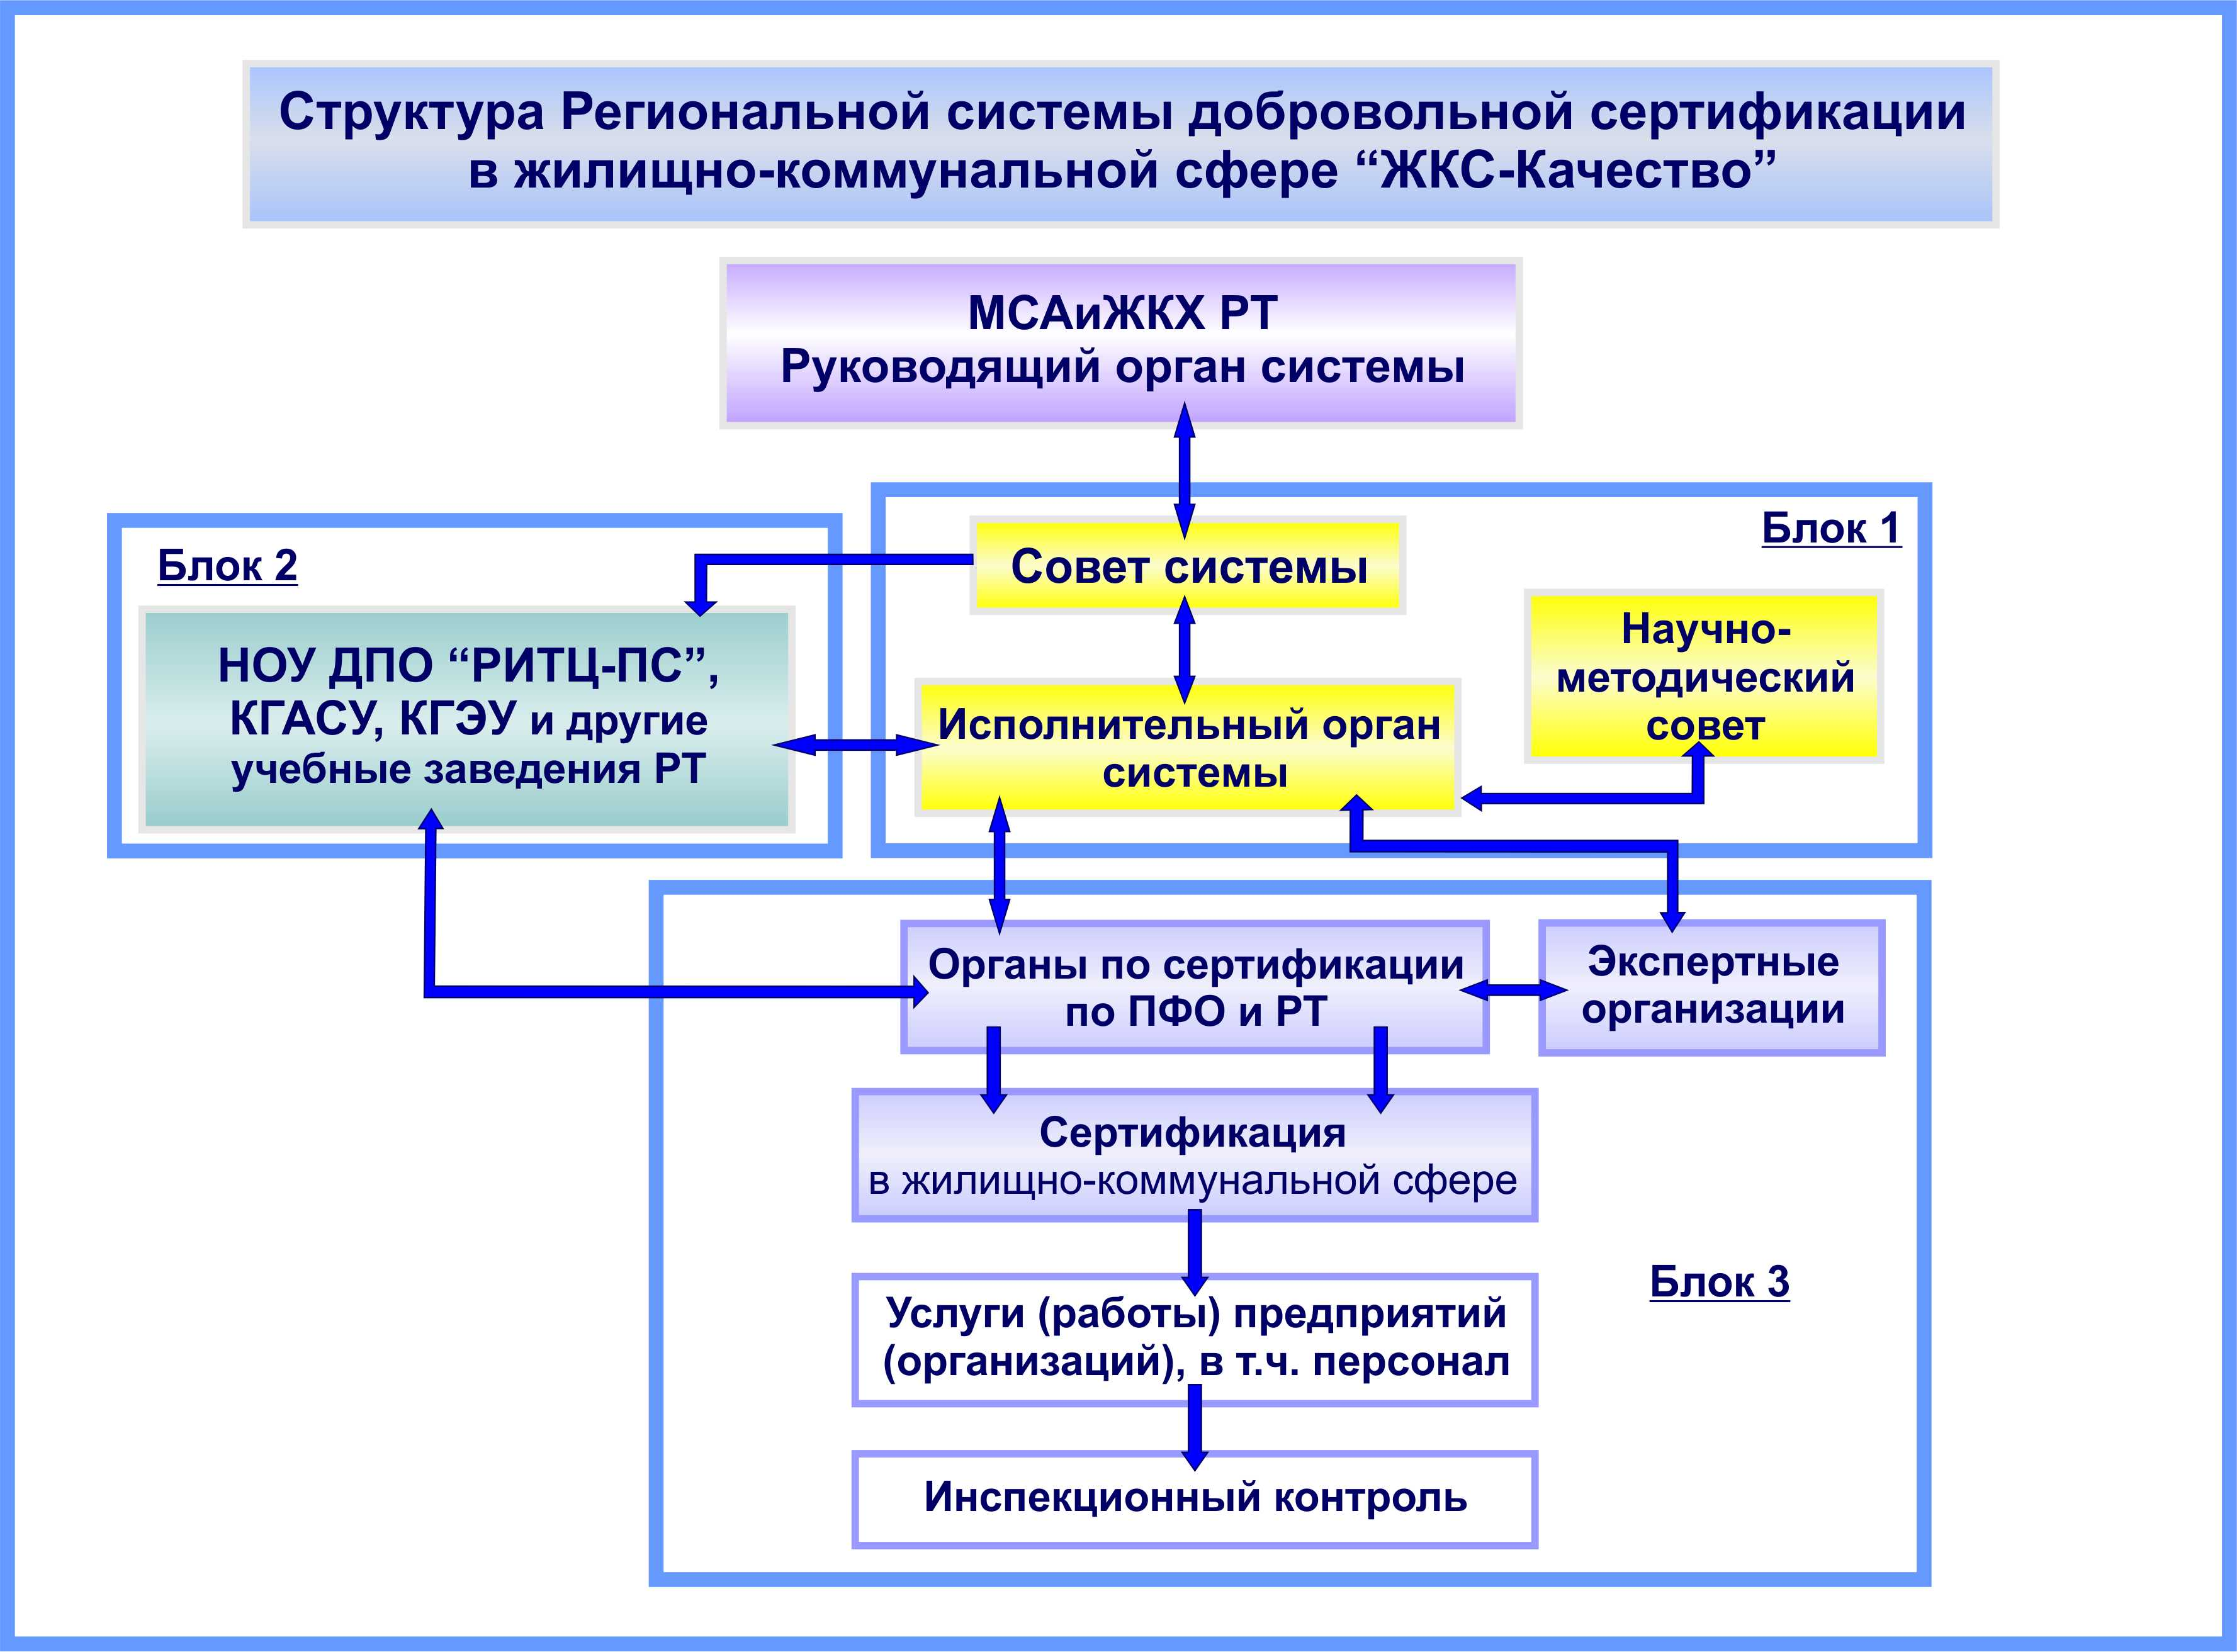 Структура Региональной системы добровольной сертификации
в жилищно-коммунальной сфере “ЖКС-Качество”
МСАиЖКХ РТ
Руководящий орган системы
Блок 1
Совет системы
Научно-
методический
совет
Исполнительный орган
системы
Блок 2
НОУ ДПО “РИТЦ-ПС”,
КГАСУ, КГЭУ и другие
учебные заведения РТ
Органы по сертификации
по ПФО и РТ
Экспертные
организации
Сертификация
в жилищно-коммунальной сфере
Блок 3
Услуги (работы) предприятий
(организаций), в т.ч. персонал
Инспекционный контроль